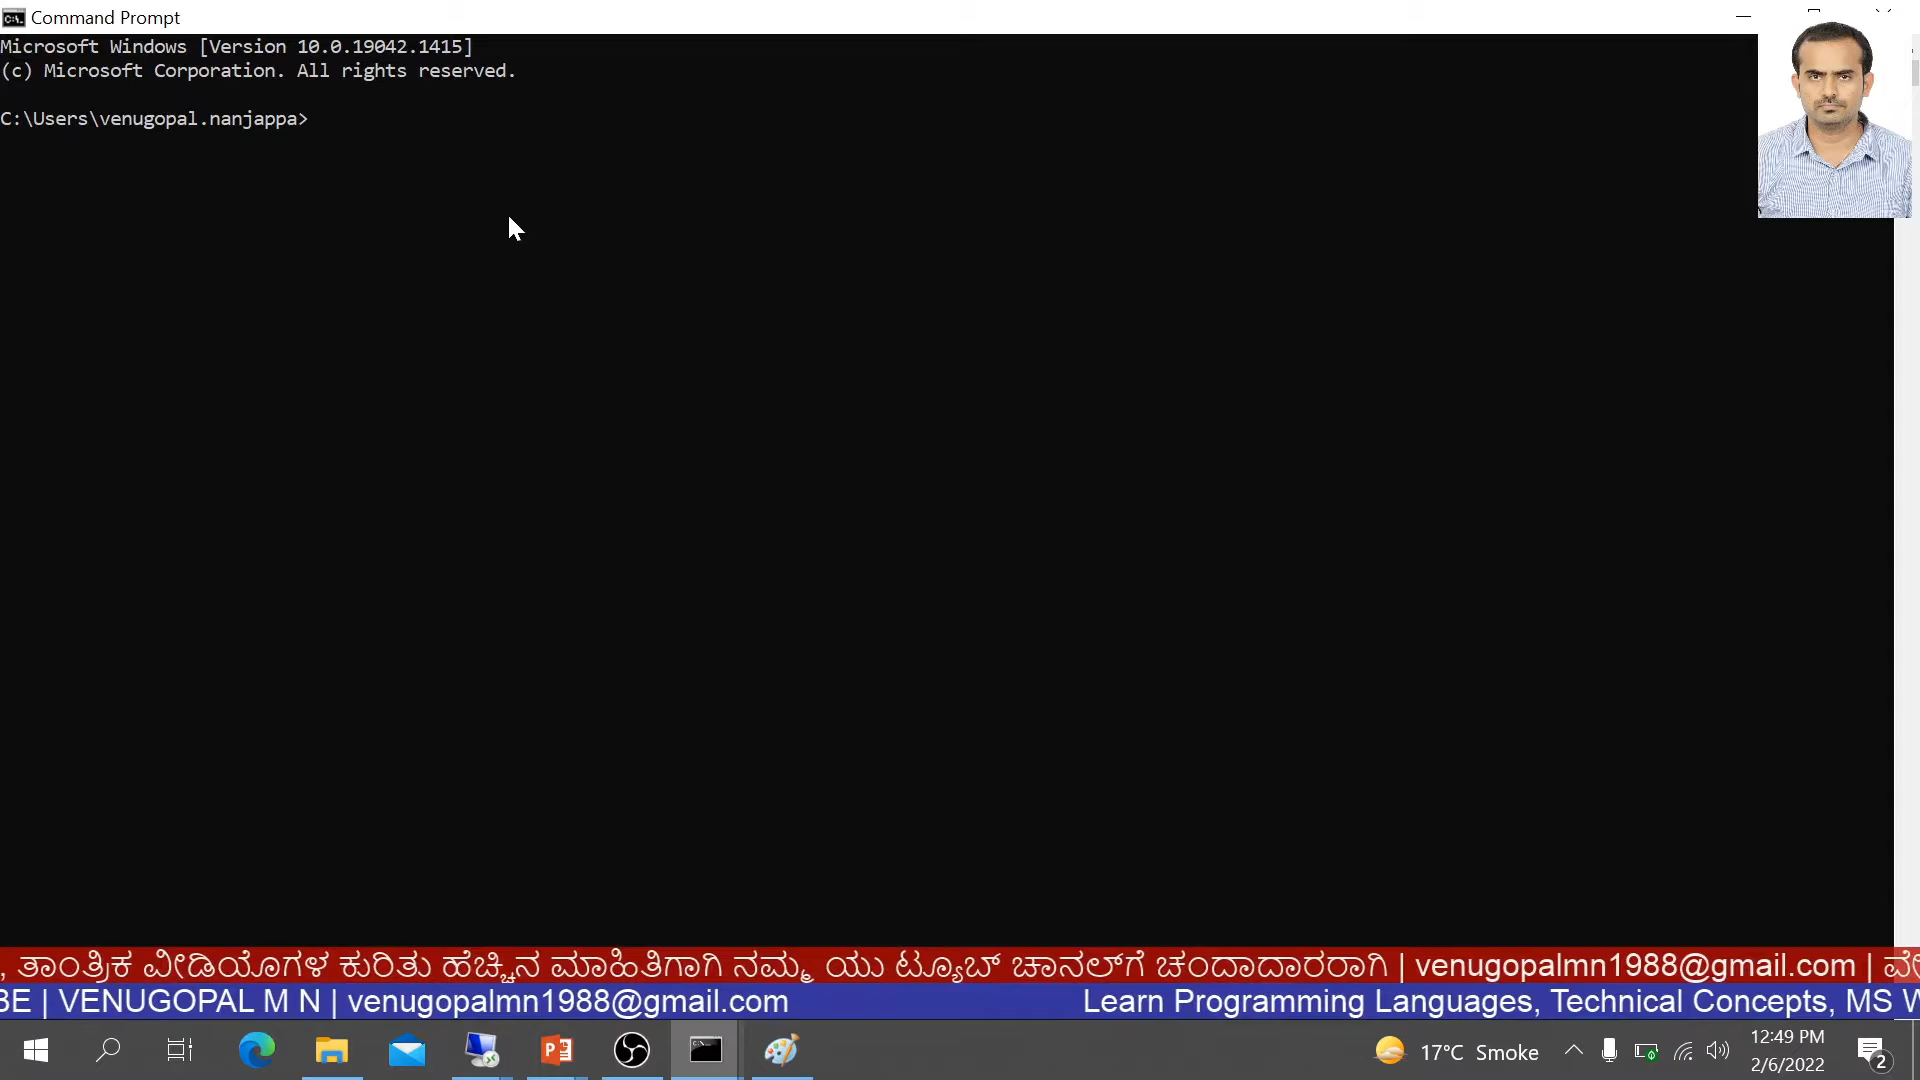 Command Prompt
Microsoft Windows [Version 10.0.19042.1415]
(c) Microsoft Corporation. All rights reserved.
C:\Users\venugopal.nanjappa>
, ತಾಂತ್ರಿಕ ವೀಡಿಯೊಗಳ ಕುರಿತು ಹೆಚ್ಚಿನ ಮಾಹಿತಿಗಾಗಿ ನಮ್ಮ ಯು ಟ್ಯೂಬ್ ಚಾನಲ್‌ಗೆ ಚಂದಾದಾರರಾಗಿ | venugopalmn1988@gmail.com |
BE | VENUGOPAL M N | venugopalmn1988@gmail.com Learn Programming Languages, Technical Concepts, MS
17°C Smoke
12:49 PM
2/6/2022
2